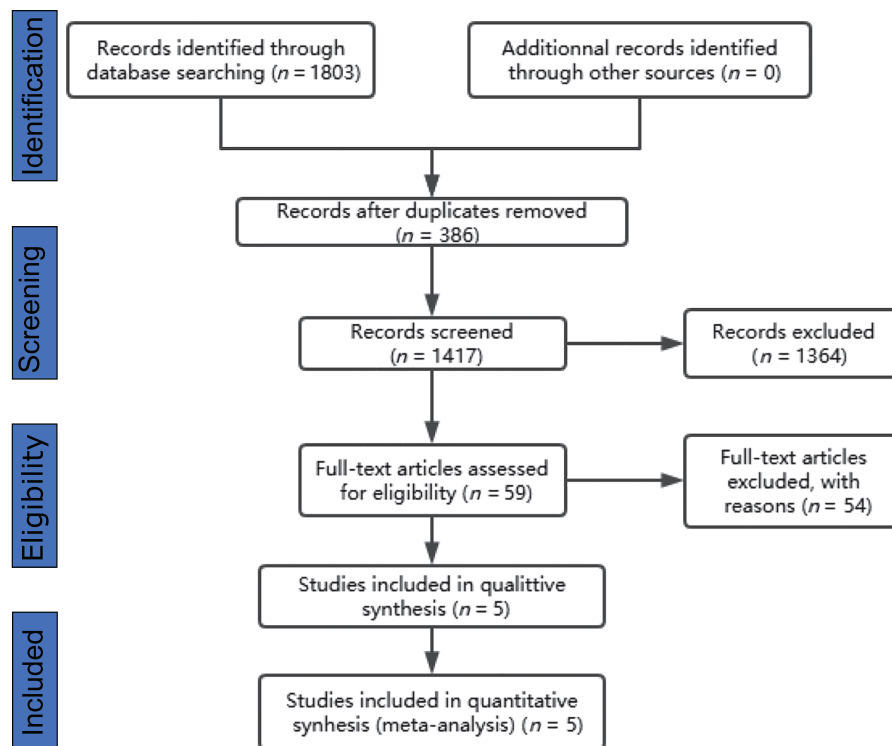 Identification
Records identified through
database searching (n = 1803)
Additionnal records identified
through other sources (n = 0)
Records after duplicates removed
(n = 386)
Screening
Records screened
(n = 1417)
Records excluded
(n = 1364)
Eligibility
Full-text articles assessed
for eligibility (n = 59)
Full-text articles
excluded, with
reasons (n = 54)
Studies included in qualittive
synthesis (n = 5)
Included
Studies included in quantitative
synhesis (meta-analysis) (n = 5)